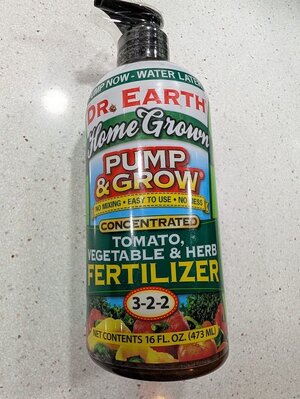 PUMP NOW - WATER LATER
DR. EARTH
Home Grown
PUMP
& GROW®
NO MIXING • EASY TO USE • NO MESS
CONCENTRATED
TOMATO,
VEGETABLE & HERB
FERTILIZER
3-2-2
NET CONTENTS 16 FL. OZ. (473 ML)